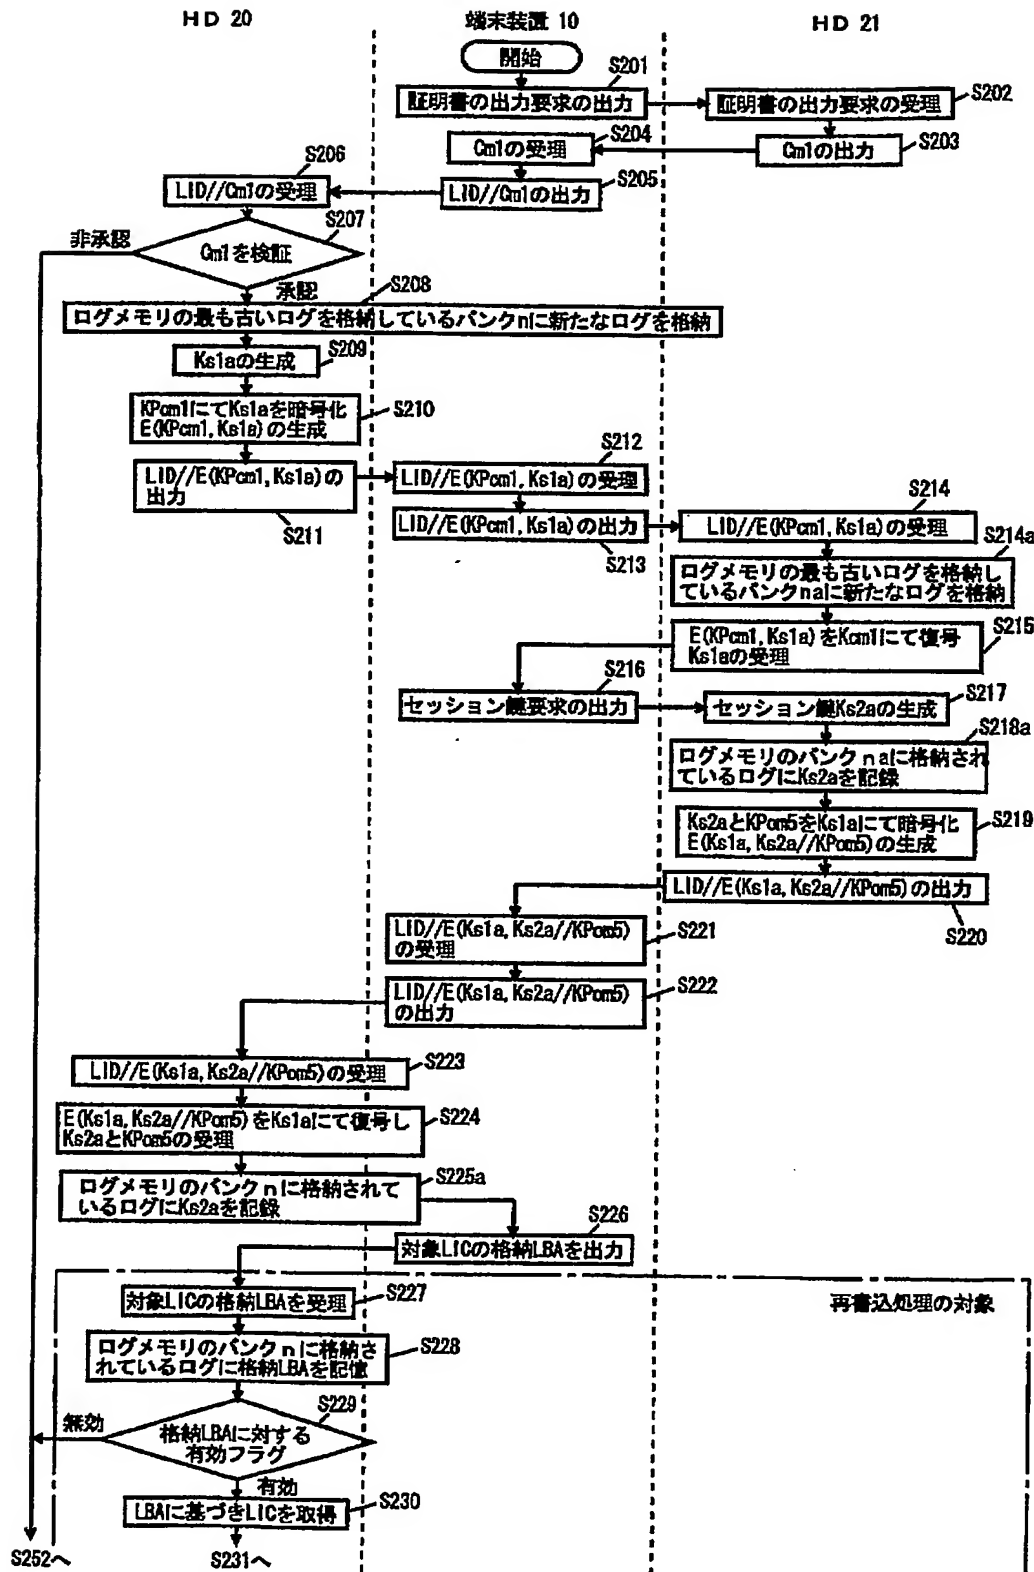 HD 20
端末装置 10
HD 21
開始
S201
証明書の出力要求の出力
S202
証明書の出力要求の受理
S204
Cm1の受理
S203
Cm1の出力
S206
LID//Cm1の受理
S205
LID//Cm1の出力
S207
非承認
Cm1を検証
承認
S208
ログメモリの最も古いログを格納しているバンクnに新たなログを格納
S209
Ks1aの生成
KPcm1にてKs1aを暗号化
E(KPcm1, Ks1a)の生成
S210
S212
LID//E(KPcm1, Ks1a)の
出力
S211
LID//E(KPcm1, Ks1a)の受理
LID//E(KPcm1, Ks1a)の出力
S213
S214
LID//E(KPcm1, Ks1a)の受理
S214a
ログメモリの最も古いログを格納し
ているバンクnaに新たなログを格納
E(KPcm1, Ks1a)をKcm1にて復号
Ks1aの受理
S215
S216
セッション鍵要求の出力
S217
セッション鍵Ks2aの生成
S218a
ログメモリのバンクnaに格納され
ているログにKs2aを記録
Ks2aとKPom5をKs1aにて暗号化
E(Ks1a, Ks2a//KPom5)の生成
S219
LID//E(Ks1a, Ks2a//KPom5)の出力
S220
LID//E(Ks1a, Ks2a//KPom5)
の受理
S221
LID//E(Ks1a, Ks2a//KPom5)
の出力
S222
LID//E(Ks1a, Ks2a//KPom5)の受理
S223
E(Ks1a, Ks2a//KPom5)をKs1aにて復号し
Ks2aとKPom5の受理
S224
ログメモリのバンクnに格納されて
いるログにKs2aを記録
S225a
S226
対象LICの格納LBAを出力
対象LICの格納LBAを受理
S227
再書込処理の対象
ログメモリのバンクnに格納さ
れているログに格納LBAを記憶
S228
S229
無効
格納LBAに対する
有効フラグ
有効
LBAに基づきLICを取得
S230
S252へ
S231へ